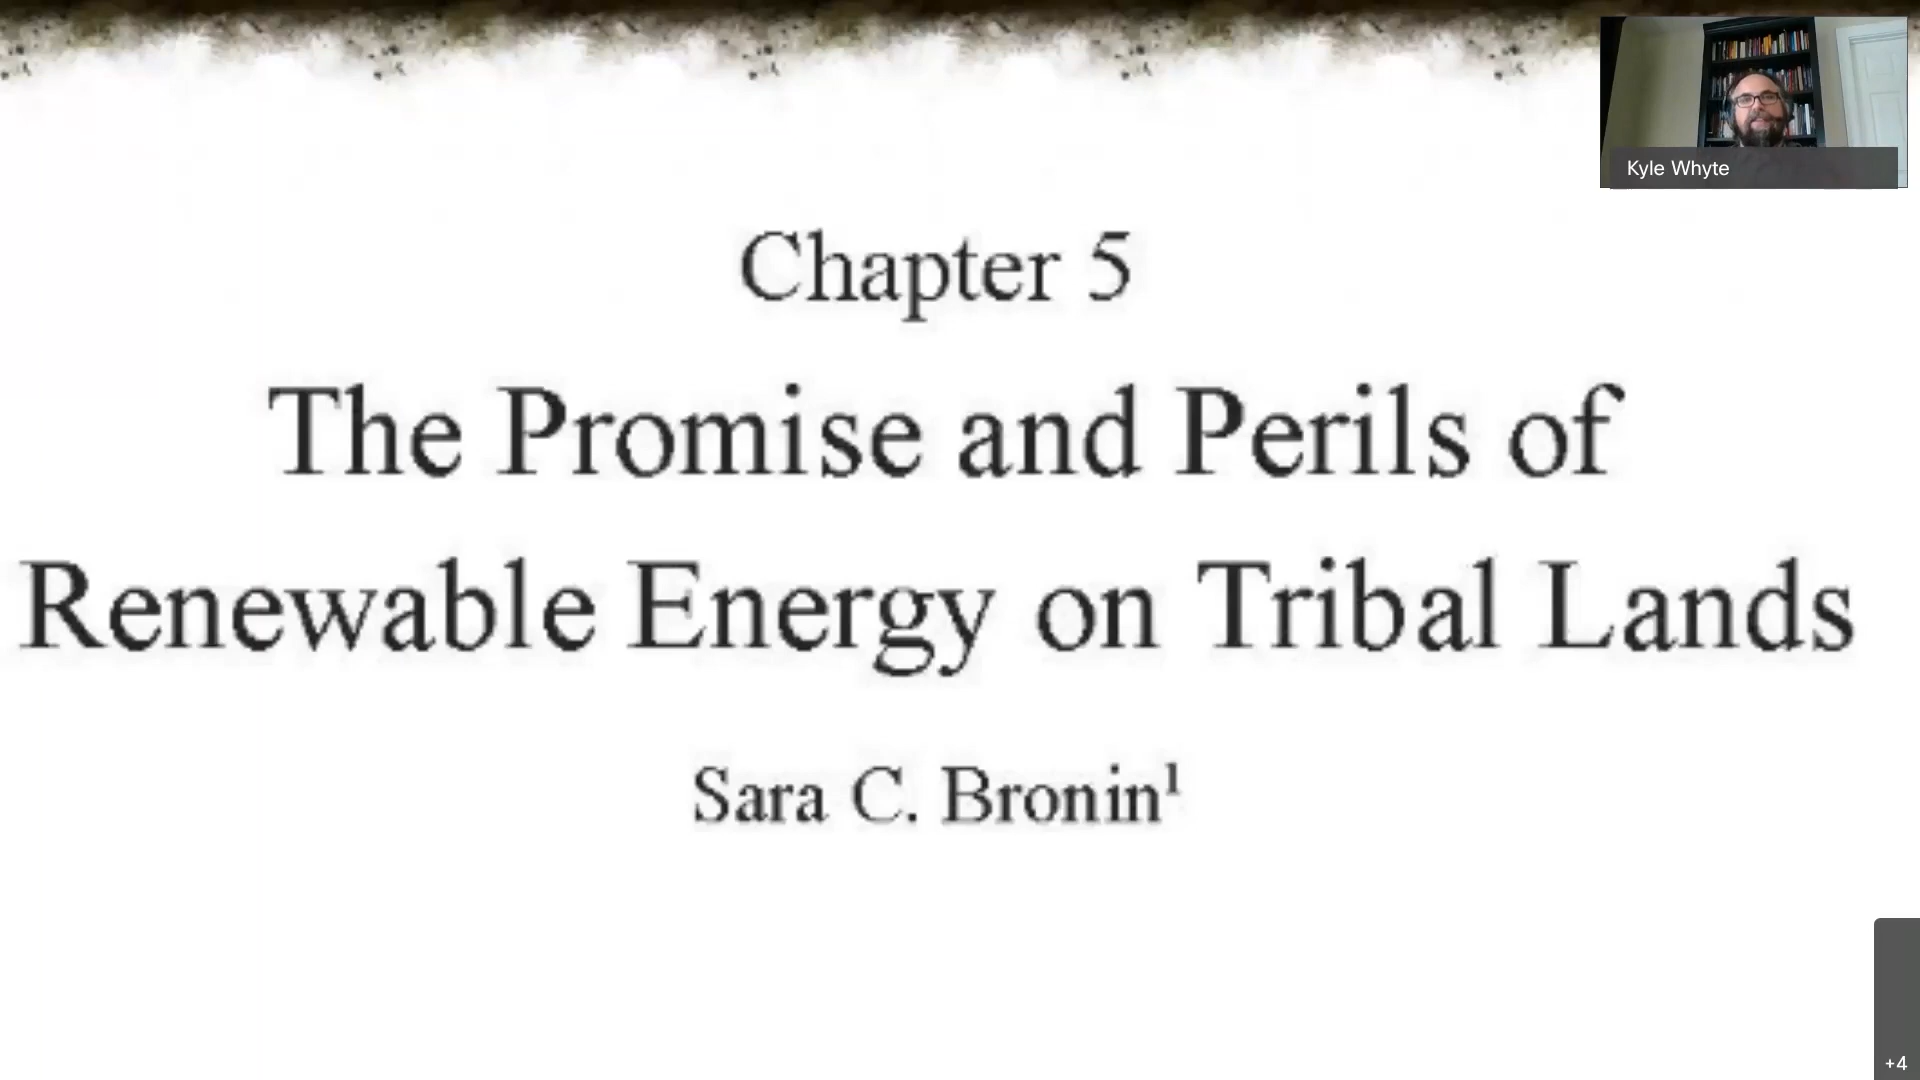 Kyle Whyte
Chapter 5
The Promise and Perils of
Renewable Energy on Tribal Lands
Sara C. Bronin¹
+4